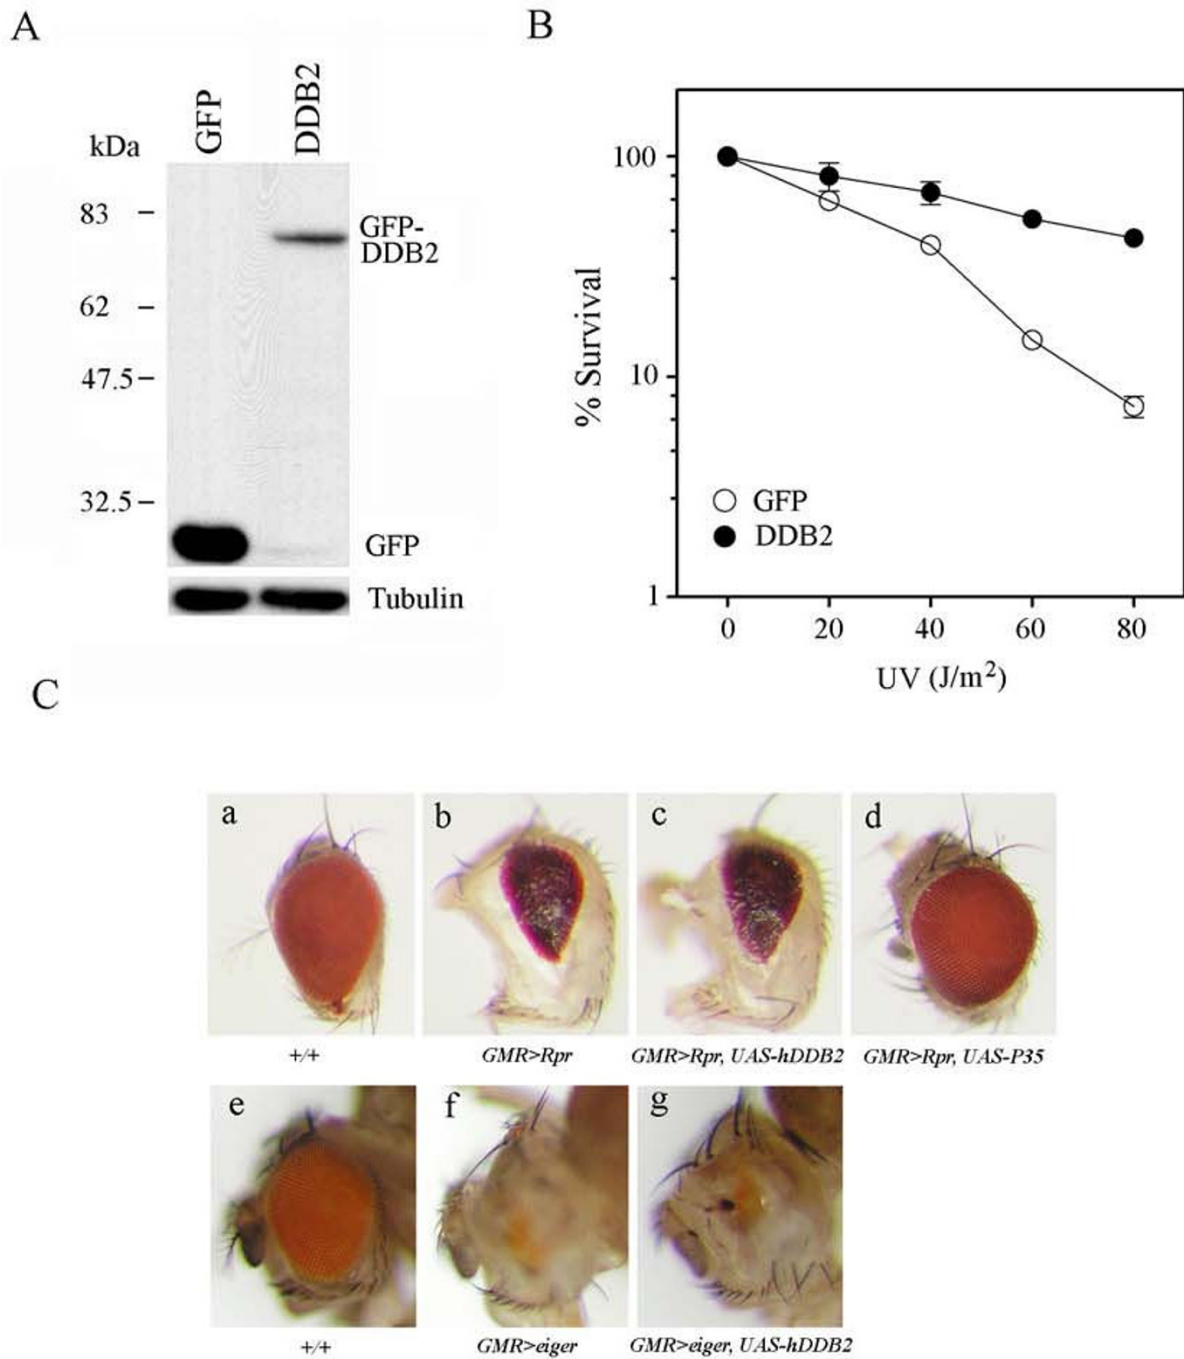 A
GFP
DDB2
kDa
83
62
47.5
32.5
GFP-
DDB2
GFP
Tubulin
B
% Survival
100
10
1
GFP
DDB2
0 20 40 60 80
UV (J/m²)
C
a b c d
+/+ GMR>Rpr GMR>Rpr, UAS-hDDB2 GMR>Rpr, UAS-P35
e f g
+/+ GMR>eiger GMR>eiger, UAS-hDDB2